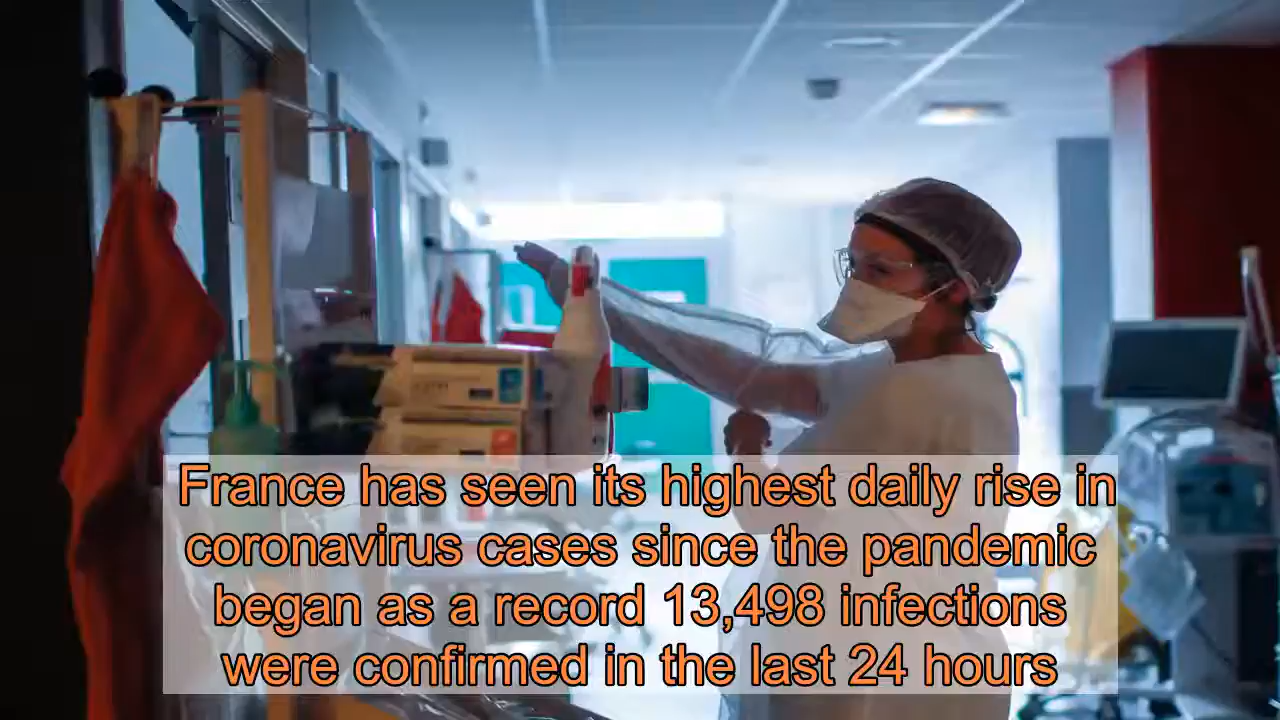 France has seen its highest daily rise in
coronavirus cases since the pandemic
began as a record 13,498 infections
were confirmed in the last 24 hours